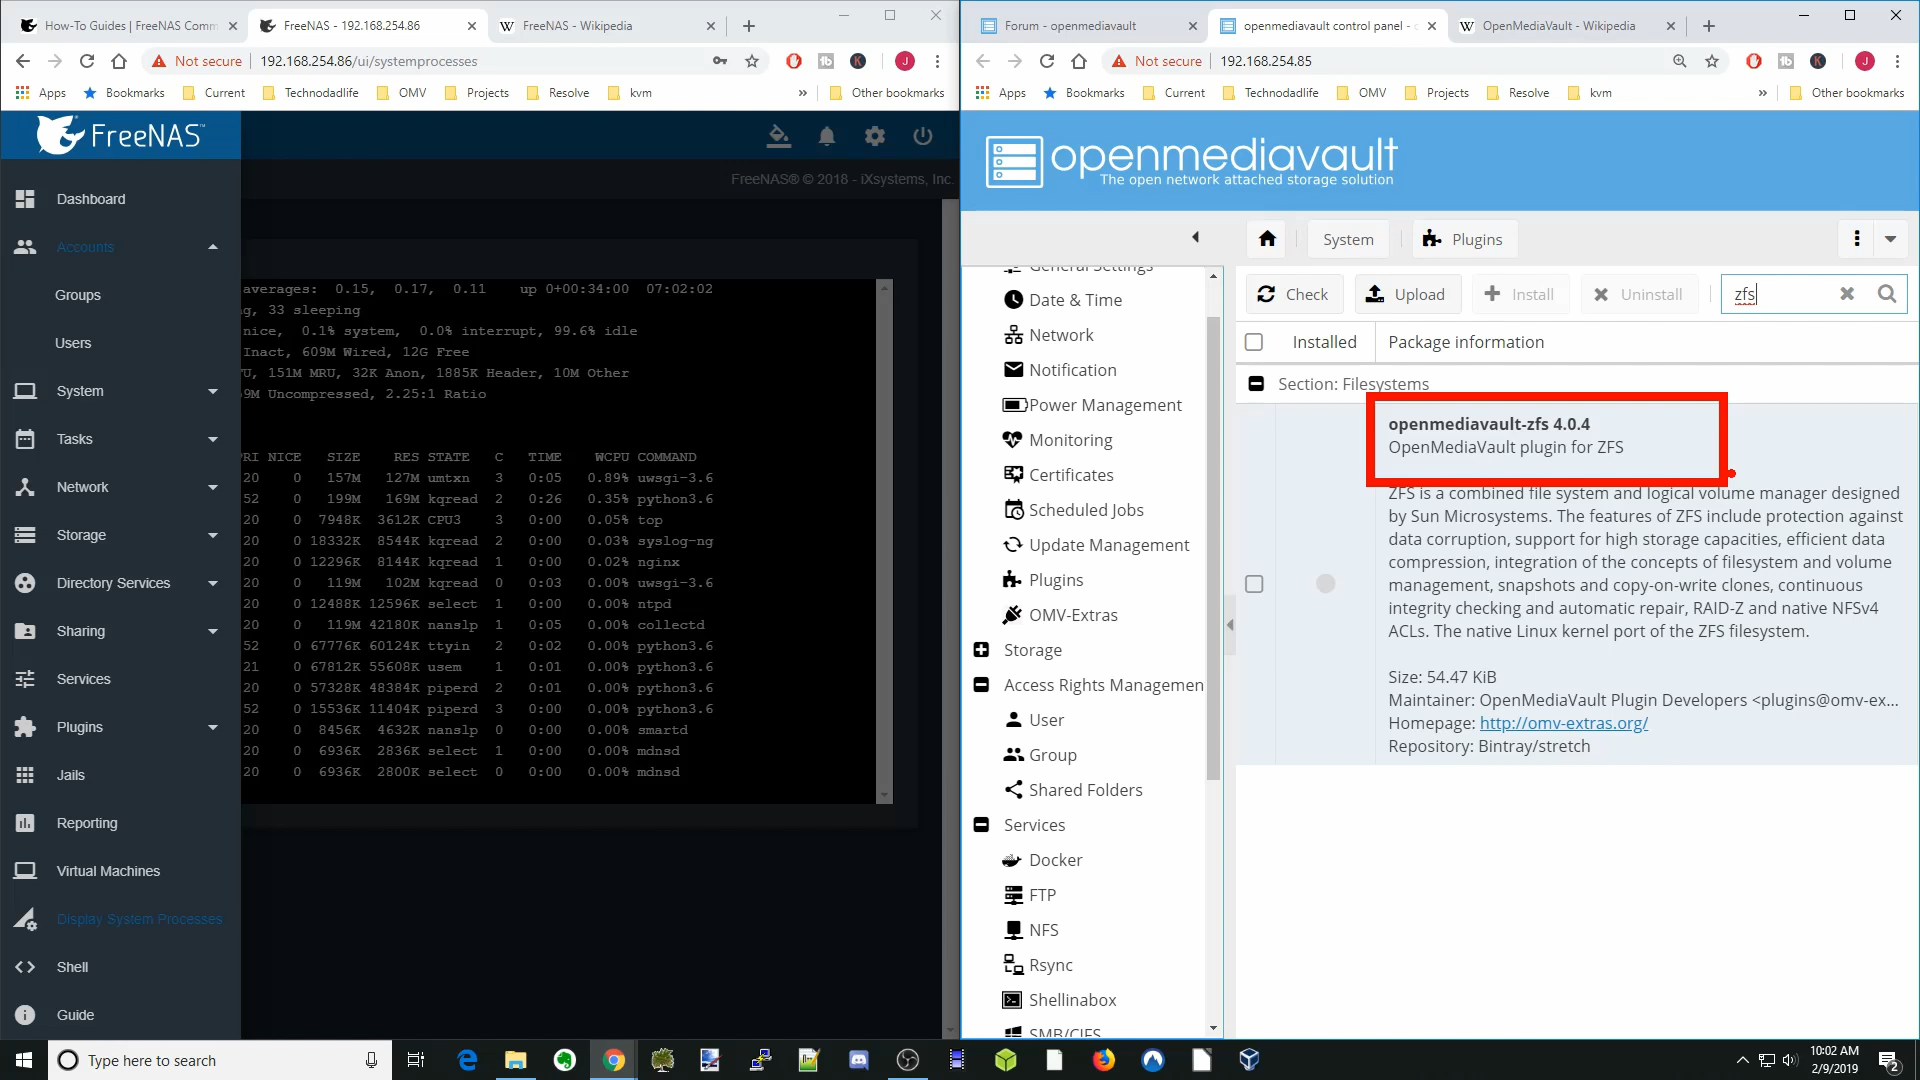 How-To Guides | FreeNAS Comm
FreeNAS - 192.168.254.86
FreeNAS - Wikipedia
Not secure
192.168.254.86/ui/systemprocesses
Apps
Bookmarks
Current
Technodadlife
OMV
Projects
Resolve
kvm
»
Other bookmarks
FreeNAS™
FreeNAS® © 2018 - iXsystems, Inc.
Dashboard
Accounts
Groups
Users
System
Tasks
Network
Storage
Directory Services
Sharing
Services
Plugins
Jails
Reporting
Virtual Machines
Display System Processes
Shell
Guide
averages: 0.15, 0.17, 0.11 up 0+00:34:00 07:02:02
g, 33 sleeping
nice, 0.1% system, 0.0% interrupt, 99.6% idle
Inact, 609M Wired, 12G Free
U, 151M MRU, 32K Anon, 1885K Header, 10M Other
9M Uncompressed, 2.25:1 Ratio
RI NICE SIZE RES STATE C TIME WCPU COMMAND
20 0 157M 127M umtxn 3 0:05 0.89% uwsgi-3.6
52 0 199M 169M kqread 2 0:26 0.35% python3.6
20 0 7948K 3612K CPU3 3 0:00 0.05% top
20 0 18332K 8544K kqread 2 0:00 0.03% syslog-ng
20 0 12296K 8144K kqread 1 0:00 0.02% nginx
20 0 119M 102M kqread 0 0:03 0.00% uwsgi-3.6
20 0 12488K 12596K select 1 0:00 0.00% ntpd
20 0 119M 42180K nanslp 1 0:05 0.00% collectd
52 0 67776K 60124K ttyin 2 0:02 0.00% python3.6
21 0 67812K 55608K usem 1 0:01 0.00% python3.6
20 0 57328K 48384K piperd 2 0:01 0.00% python3.6
52 0 15536K 11404K piperd 3 0:00 0.00% python3.6
20 0 8456K 4632K nanslp 0 0:00 0.00% smartd
20 0 6936K 2836K select 1 0:00 0.00% mdnsd
20 0 6936K 2800K select 0 0:00 0.00% mdnsd
Forum - openmediavault
openmediavault control panel - o
OpenMediaVault - Wikipedia
Not secure
192.168.254.85
Apps
Bookmarks
Current
Technodadlife
OMV
Projects
Resolve
kvm
»
Other bookmarks
openmediavault
The open network attached storage solution
System
Plugins
General Settings
Date & Time
Network
Notification
Power Management
Monitoring
Certificates
Scheduled Jobs
Update Management
Plugins
OMV-Extras
Storage
Access Rights Managemen
User
Group
Shared Folders
Services
Docker
FTP
NFS
Rsync
Shellinabox
SMB/CIFS
Check
Upload
Install
Uninstall
zfs
Installed
Package information
Section: Filesystems
openmediavault-zfs 4.0.4
OpenMediaVault plugin for ZFS
ZFS is a combined file system and logical volume manager designed
by Sun Microsystems. The features of ZFS include protection against
data corruption, support for high storage capacities, efficient data
compression, integration of the concepts of filesystem and volume
management, snapshots and copy-on-write clones, continuous
integrity checking and automatic repair, RAID-Z and native NFSv4
ACLs. The native Linux kernel port of the ZFS filesystem.
Size: 54.47 KiB
Maintainer: OpenMediaVault Plugin Developers <plugins@omv-ex...
Homepage: http://omv-extras.org/
Repository: Bintray/stretch
Type here to search
10:02 AM
2/9/2019
2